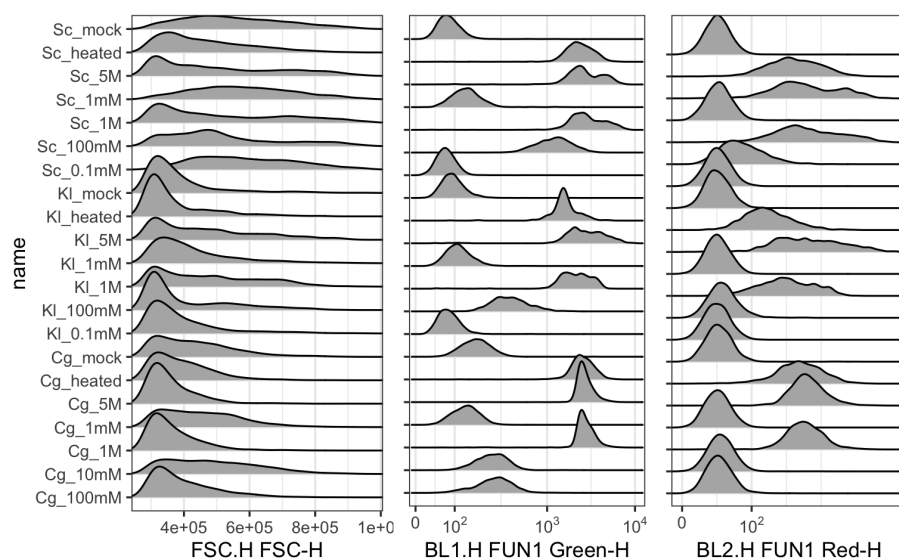 name
Sc_mock
Sc_heated
Sc_5M
Sc_1mM
Sc_1M
Sc_100mM
Sc_0.1mM
Kl_mock
Kl_heated
Kl_5M
Kl_1mM
Kl_1M
Kl_100mM
Kl_0.1mM
Cg_mock
Cg_heated
Cg_5M
Cg_1mM
Cg_1M
Cg_10mM
Cg_100mM
4e+05 6e+05 8e+05 1e+0
0 10² 10³ 10⁴
0 10²
FSC.H FSC-H
BL1.H FUN1 Green-H
BL2.H FUN1 Red-H